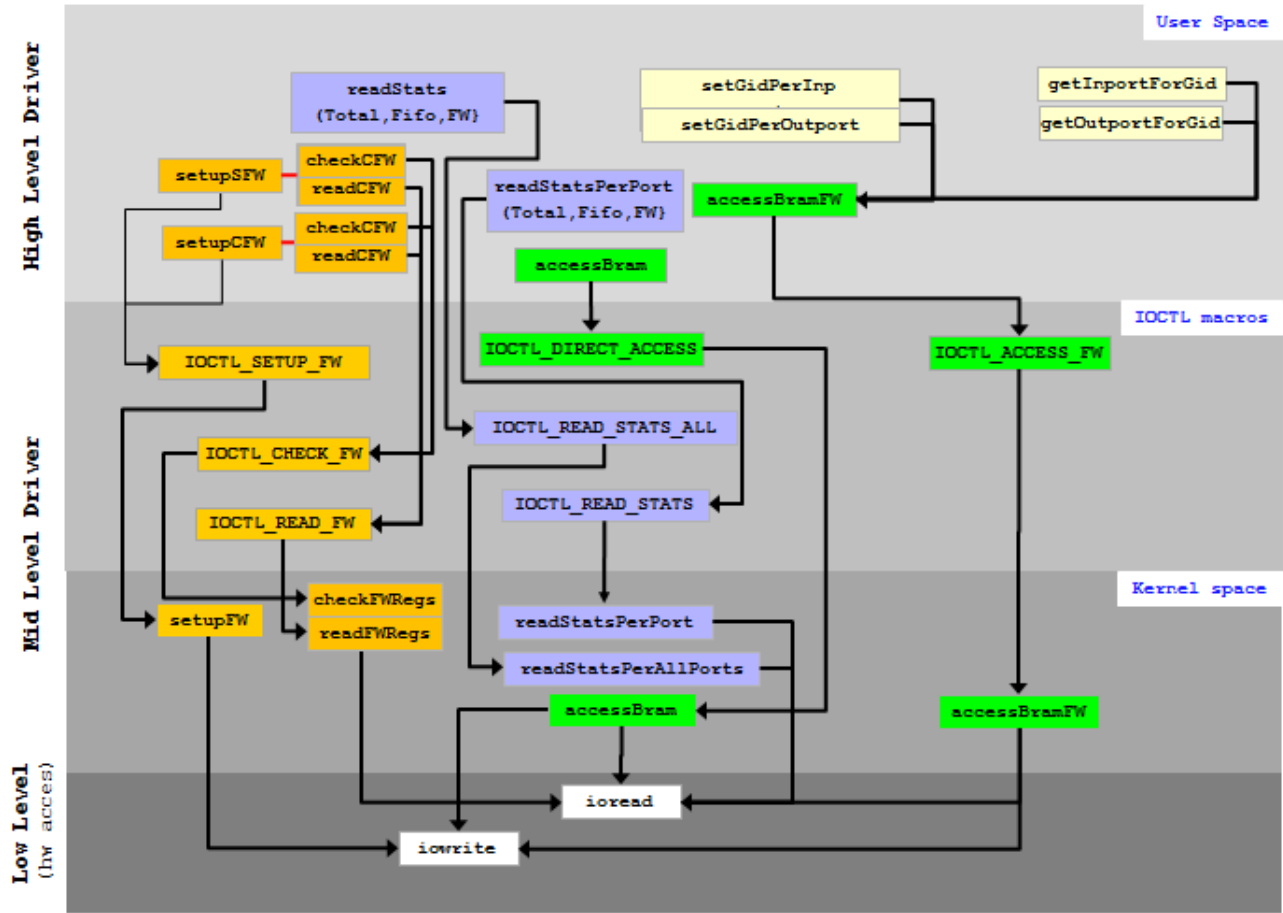 User Space
High Level Driver
readStats
(Total,Fifo,FW}
setGidPerInp
setGidPerOutport
getInportForGid
getOutportForGid
setupSFW
checkCFW
readCFW
readStatsPerPort
(Total,Fifo,FW}
accessBramFW
setupCFW
checkCFW
readCFW
accessBram
IOCTL macros
IOCTL_SETUP_FW
IOCTL_DIRECT_ACCESS
IOCTL_ACCESS_FW
IOCTL_READ_STATS_ALL
Mid Level Driver
IOCTL_CHECK_FW
IOCTL_READ_STATS
IOCTL_READ_FW
Kernel space
checkFWRegs
setupFW
readFWRegs
readStatsPerPort
readStatsPerAllPorts
accessBram
accessBramFW
Low Level
(hw acces)
ioread
iowrite